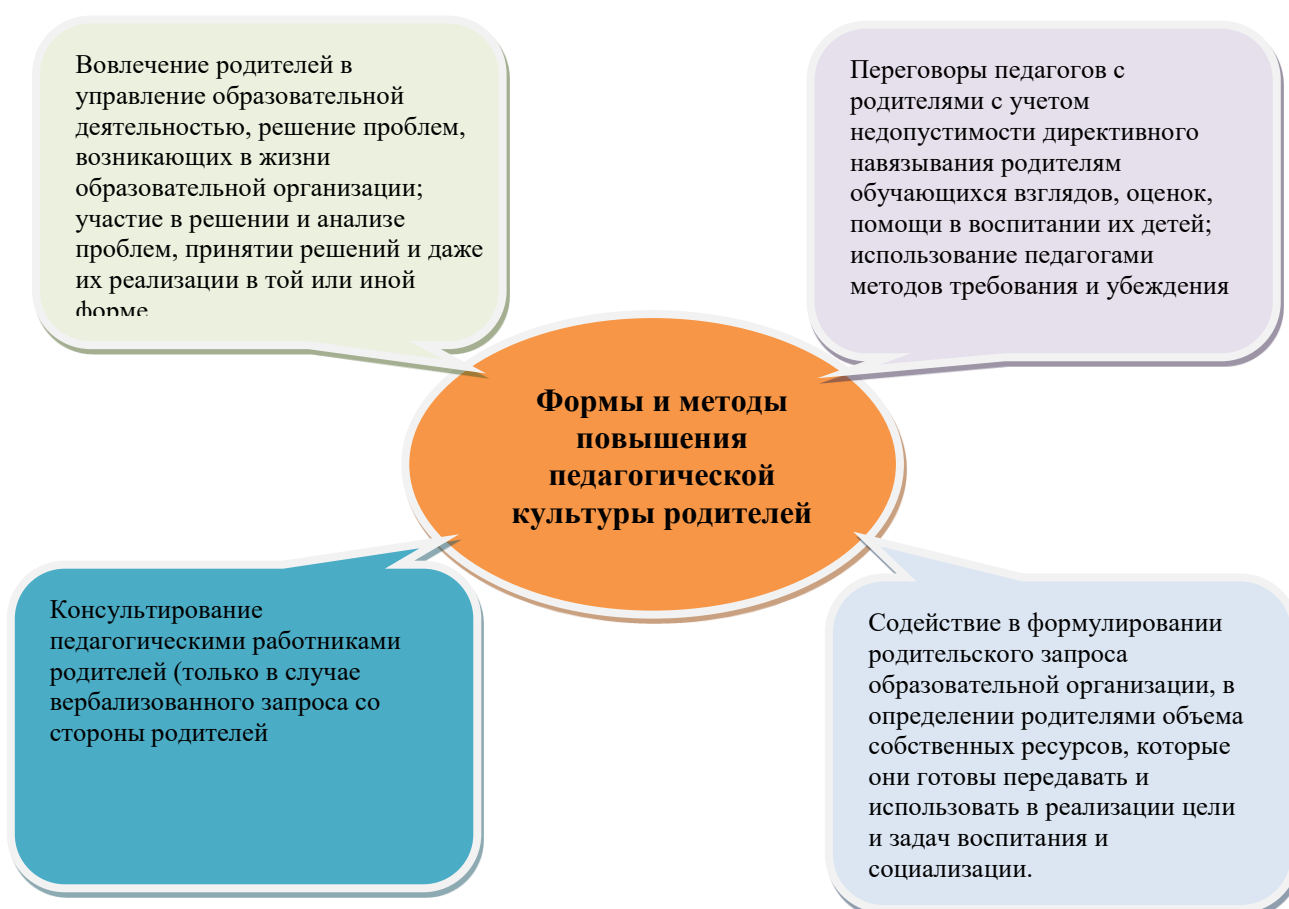 Вовлечение родителей в
управление образовательной
деятельностью, решение проблем,
возникающих в жизни
образовательной организации;
участие в решении и анализе
проблем, принятии решений и даже
их реализации в той или иной
форме
Переговоры педагогов с
родителями с учетом
недопустимости директивного
навязывания родителям
обучающихся взглядов, оценок,
помощи в воспитании их детей;
использование педагогами
методов требования и убеждения
Формы и методы
повышения
педагогической
культуры родителей
Консультирование
педагогическими работниками
родителей (только в случае
вербализованного запроса со
стороны родителей
Содействие в формулировании
родительского запроса
образовательной организации, в
определении родителями объема
собственных ресурсов, которые
они готовы передавать и
использовать в реализации цели
и задач воспитания и
социализации.